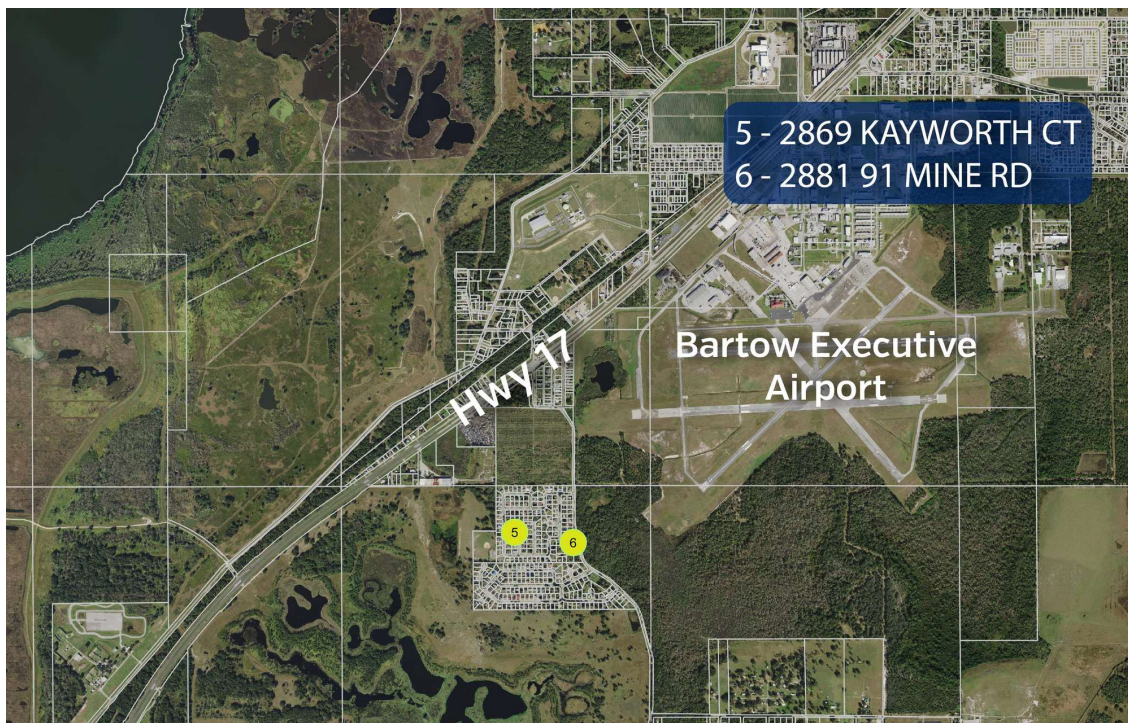 5 - 2869 KAYWORTH CT
6 - 2881 91 MINE RD
Bartow Executive
Airport
Hwy 17
5
6